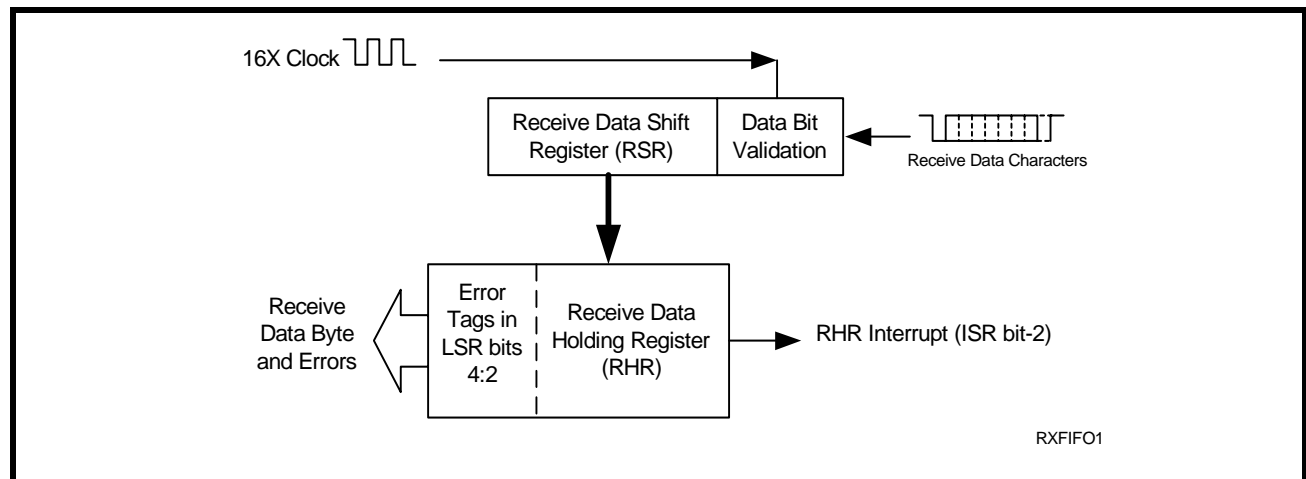 16X Clock
Receive Data Shift
Register (RSR)
Data Bit
Validation
Receive Data Characters
Receive
Data Byte
and Errors
Error
Tags in
LSR bits
4:2
Receive Data
Holding Register
(RHR)
RHR Interrupt (ISR bit-2)
RXFIFO1